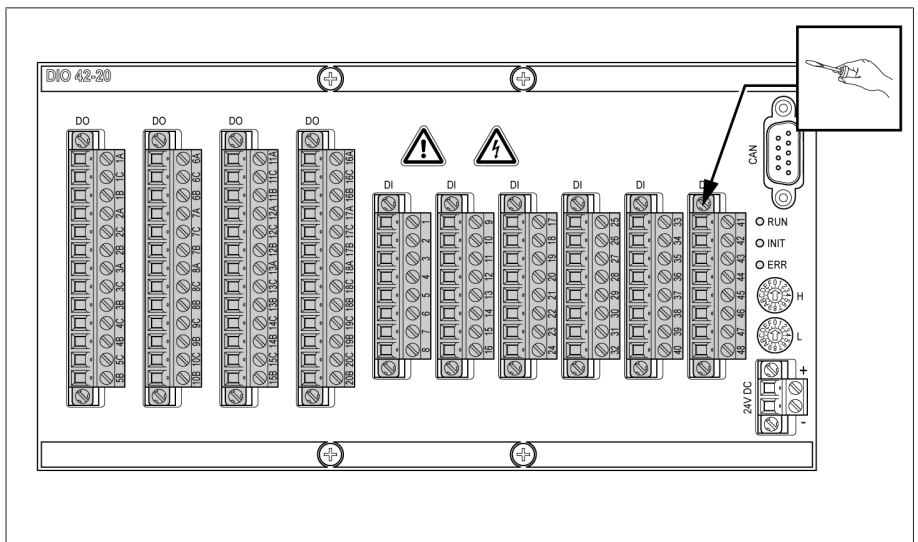 DIO 42-20
DO
DO
DO
DO
1A
1C
1B
2A
2C
2B
3A
3C
3B
4C
4B
5C
5B
6A
6C
6B
7A
7C
7B
8A
8C
8B
9C
9B
10C
10B
11A
11C
11B
12A
12C
12B
13A
13C
13B
14C
14B
15C
15B
16A
16C
16B
17A
17C
17B
18A
18C
18B
19C
19B
20C
20B
DI
DI
DI
DI
DI
1
2
3
4
5
6
7
8
9
10
11
12
13
14
15
16
17
18
19
20
21
22
23
24
25
26
27
28
29
30
31
32
33
34
35
36
37
38
39
40
41
42
43
44
45
46
47
48
CAN
RUN
INIT
ERR
H
L
24V DC
+
-